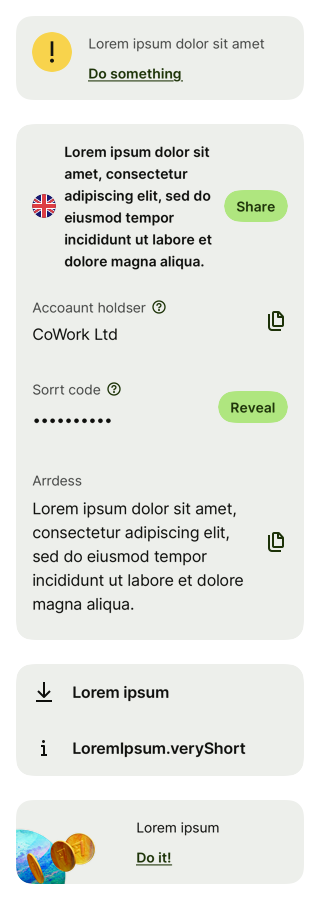 Lorem ipsum dolor sit amet
Do something
Lorem ipsum dolor sit
amet, consectetur
adipiscing elit, sed do
eiusmod tempor
incididunt ut labore et
dolore magna aliqua.
Share
Accoaunt holdser
CoWork Ltd
Sorrt code
••••••••••
Reveal
Arrdess
Lorem ipsum dolor sit amet,
consectetur adipiscing elit,
sed do eiusmod tempor
incididunt ut labore et dolore
magna aliqua.
Lorem ipsum
LoremIpsum.veryShort
Lorem ipsum
Do it!